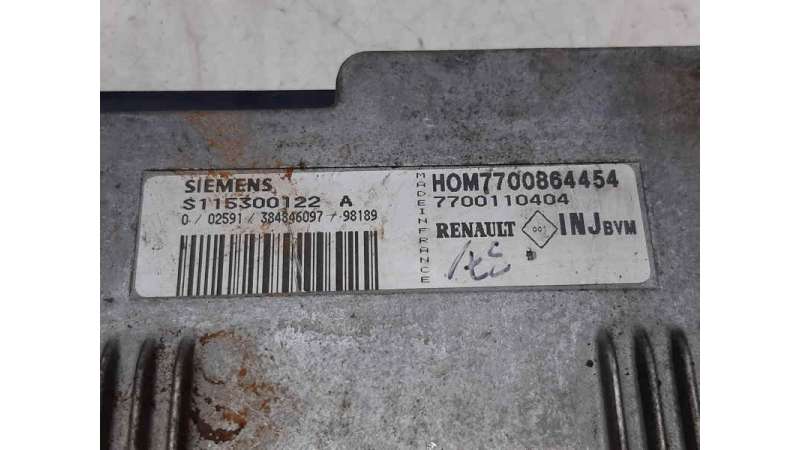 SIEMENS
S115300122 A
0 / 02591 / 384846097 - 98189
MADE IN FRANCE
HOM7700864454
7700110404
RENAULT 001 INJ BVM